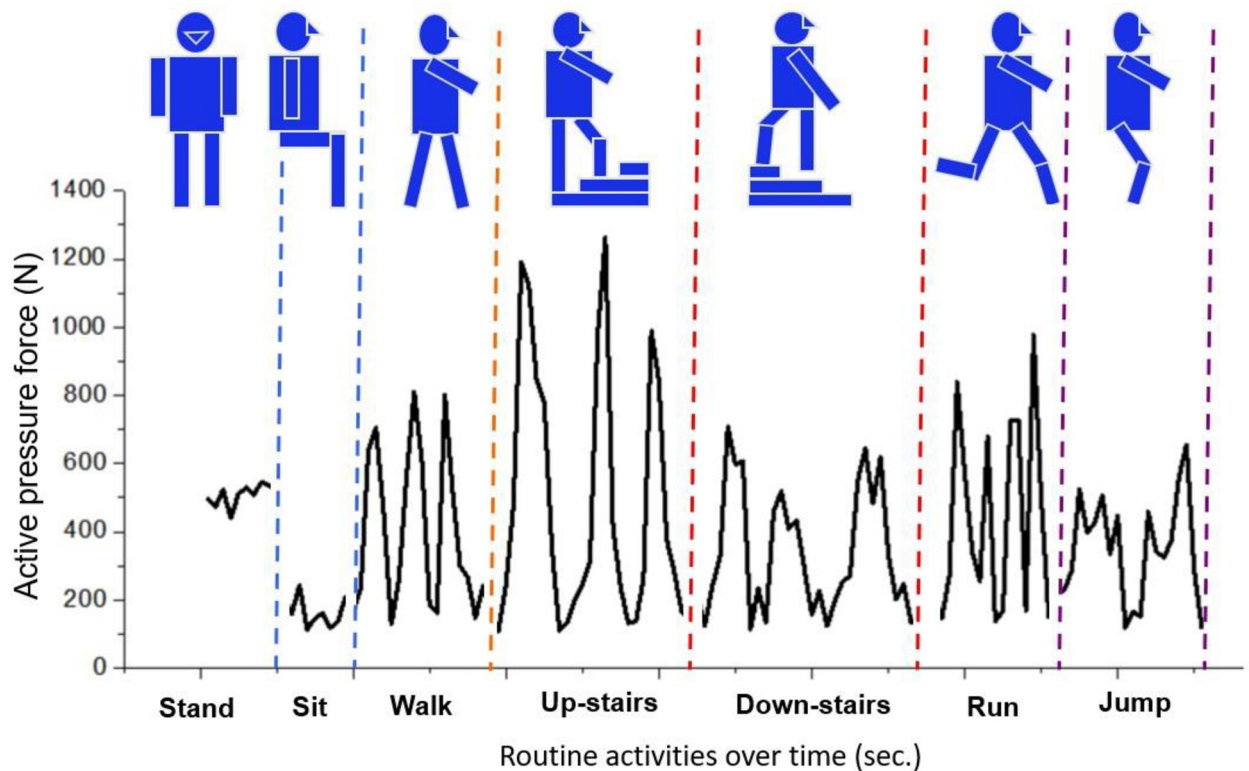 Active pressure force (N)
1400
1200
1000
800
600
400
200
0
Stand Sit Walk Up-stairs Down-stairs Run Jump
Routine activities over time (sec.)